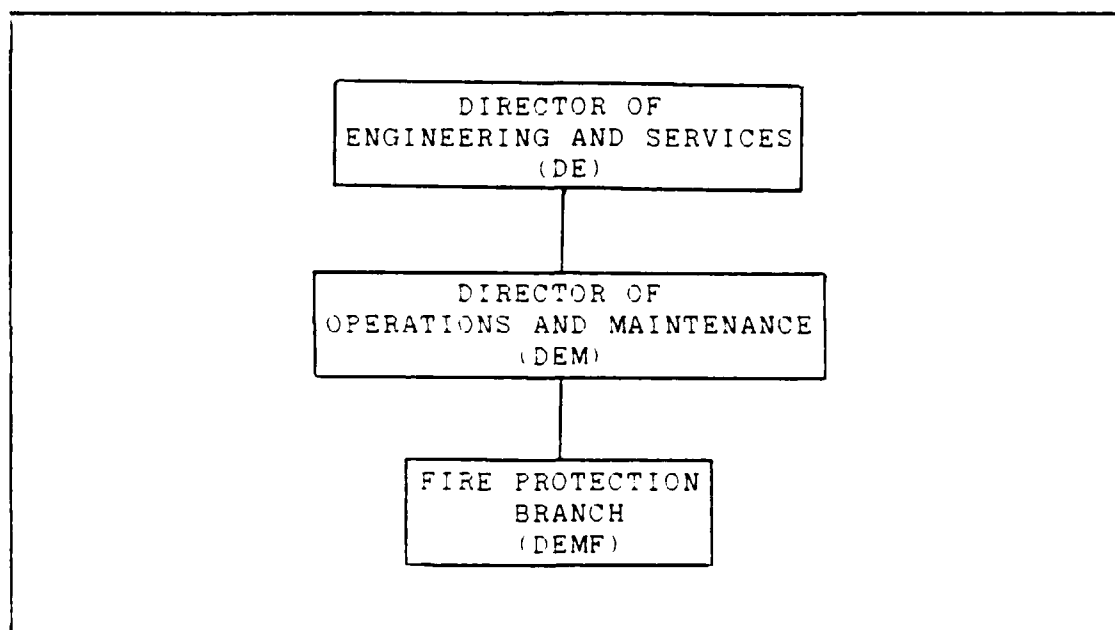 DIRECTOR OF
ENGINEERING AND SERVICES
(DE)
DIRECTOR OF
OPERATIONS AND MAINTENANCE
(DEM)
FIRE PROTECTION
BRANCH
(DEMF)